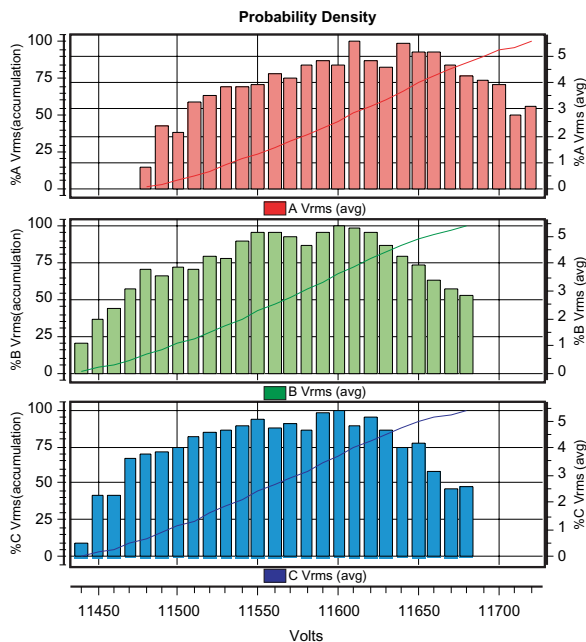 Probability Density
%A Vrms(accumulation)
100
75
50
25
0
5
4
3
2
1
0
%A Vrms (avg)
A Vrms (avg)
%B Vrms(accumulation)
100
75
50
25
0
5
4
3
2
1
0
%B Vrms (avg)
B Vrms (avg)
%C Vrms(accumulation)
100
75
50
25
0
5
4
3
2
1
0
%C Vrms (avg)
C Vrms (avg)
11450 11500 11550 11600 11650 11700
Volts